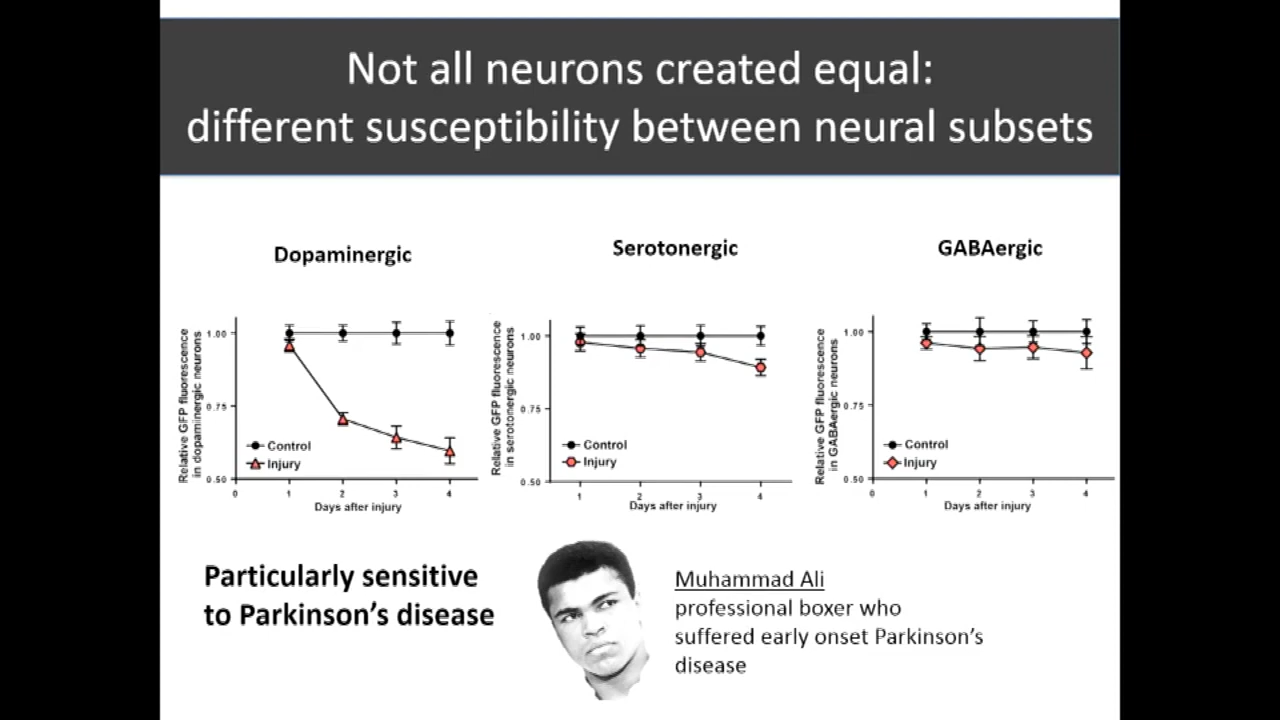 Not all neurons created equal:
different susceptibility between neural subsets
Dopaminergic
Relative GFP fluorescence
in dopaminergic neurons
1.00
0.75
0.50
Control
Injury
0 1 2 3 4
Days after injury
Serotonergic
Relative GFP fluorescence
in serotonergic neurons
1.00
0.75
0.50
Control
Injury
1 2 3 4
Days after injury
GABAergic
Relative GFP fluorescence
in GABAergic neurons
1.00
0.75
0.50
Control
Injury
0 1 2 3 4
Days after injury
Particularly sensitive
to Parkinson's disease
Muhammad Ali
professional boxer who
suffered early onset Parkinson's
disease